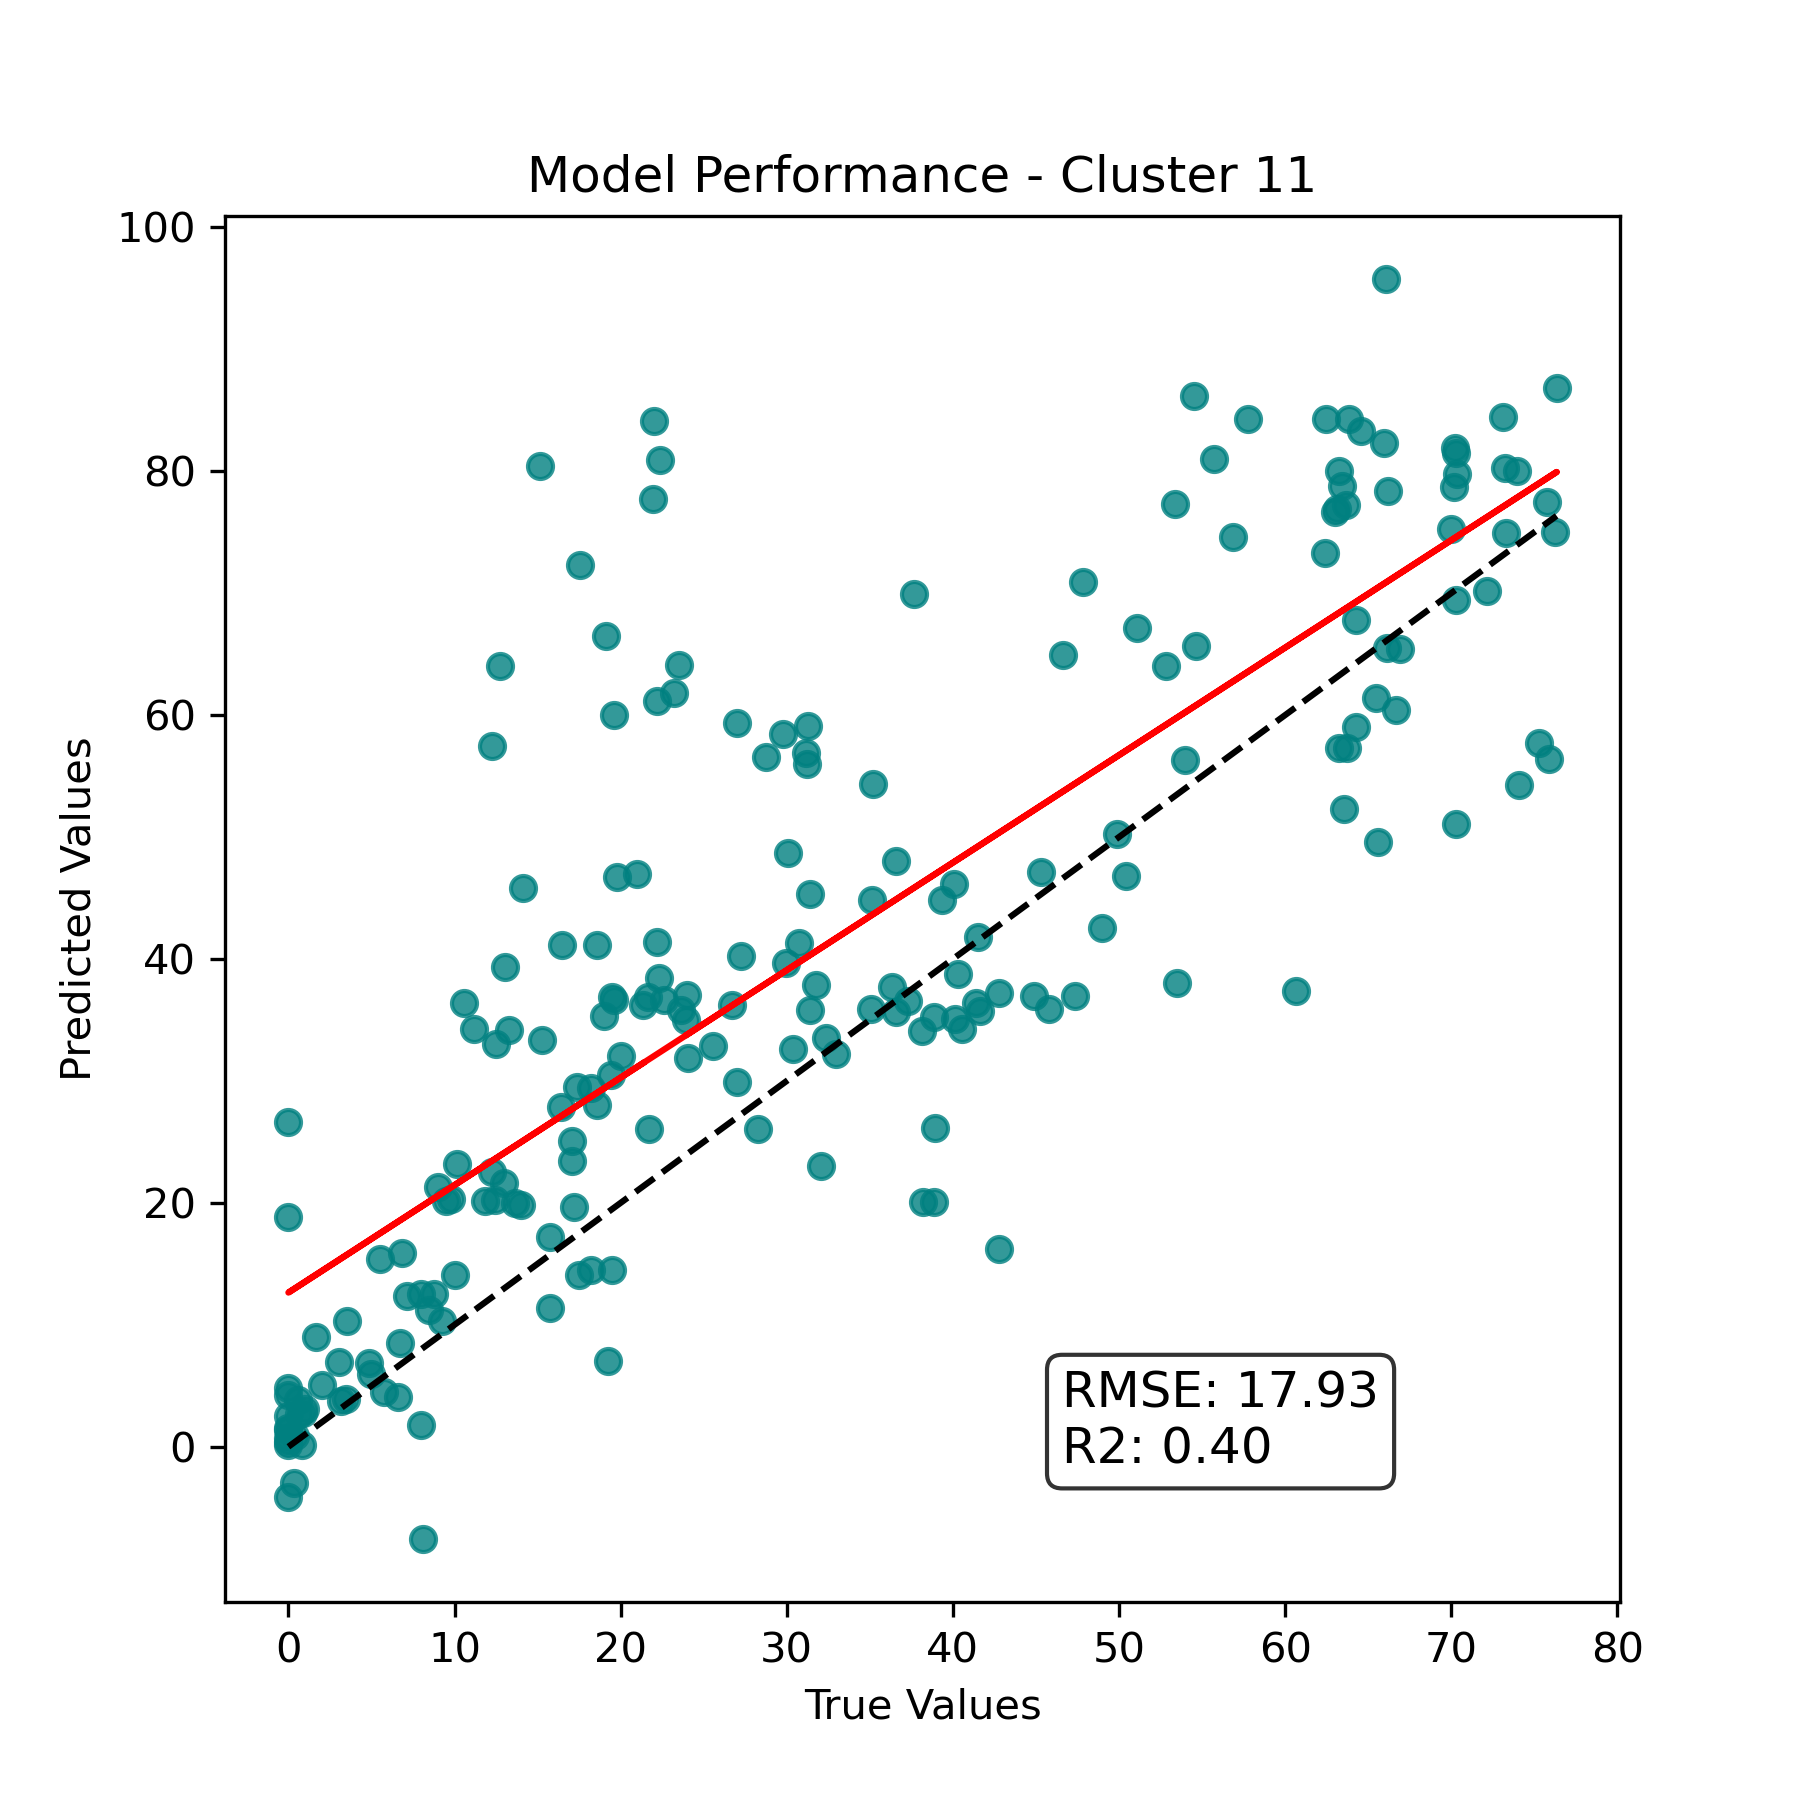 Model Performance - Cluster 11
100
80
60
40
20
0
Predicted Values
RMSE: 17.93
R2: 0.40
0 10 20 30 40 50 60 70 80
True Values